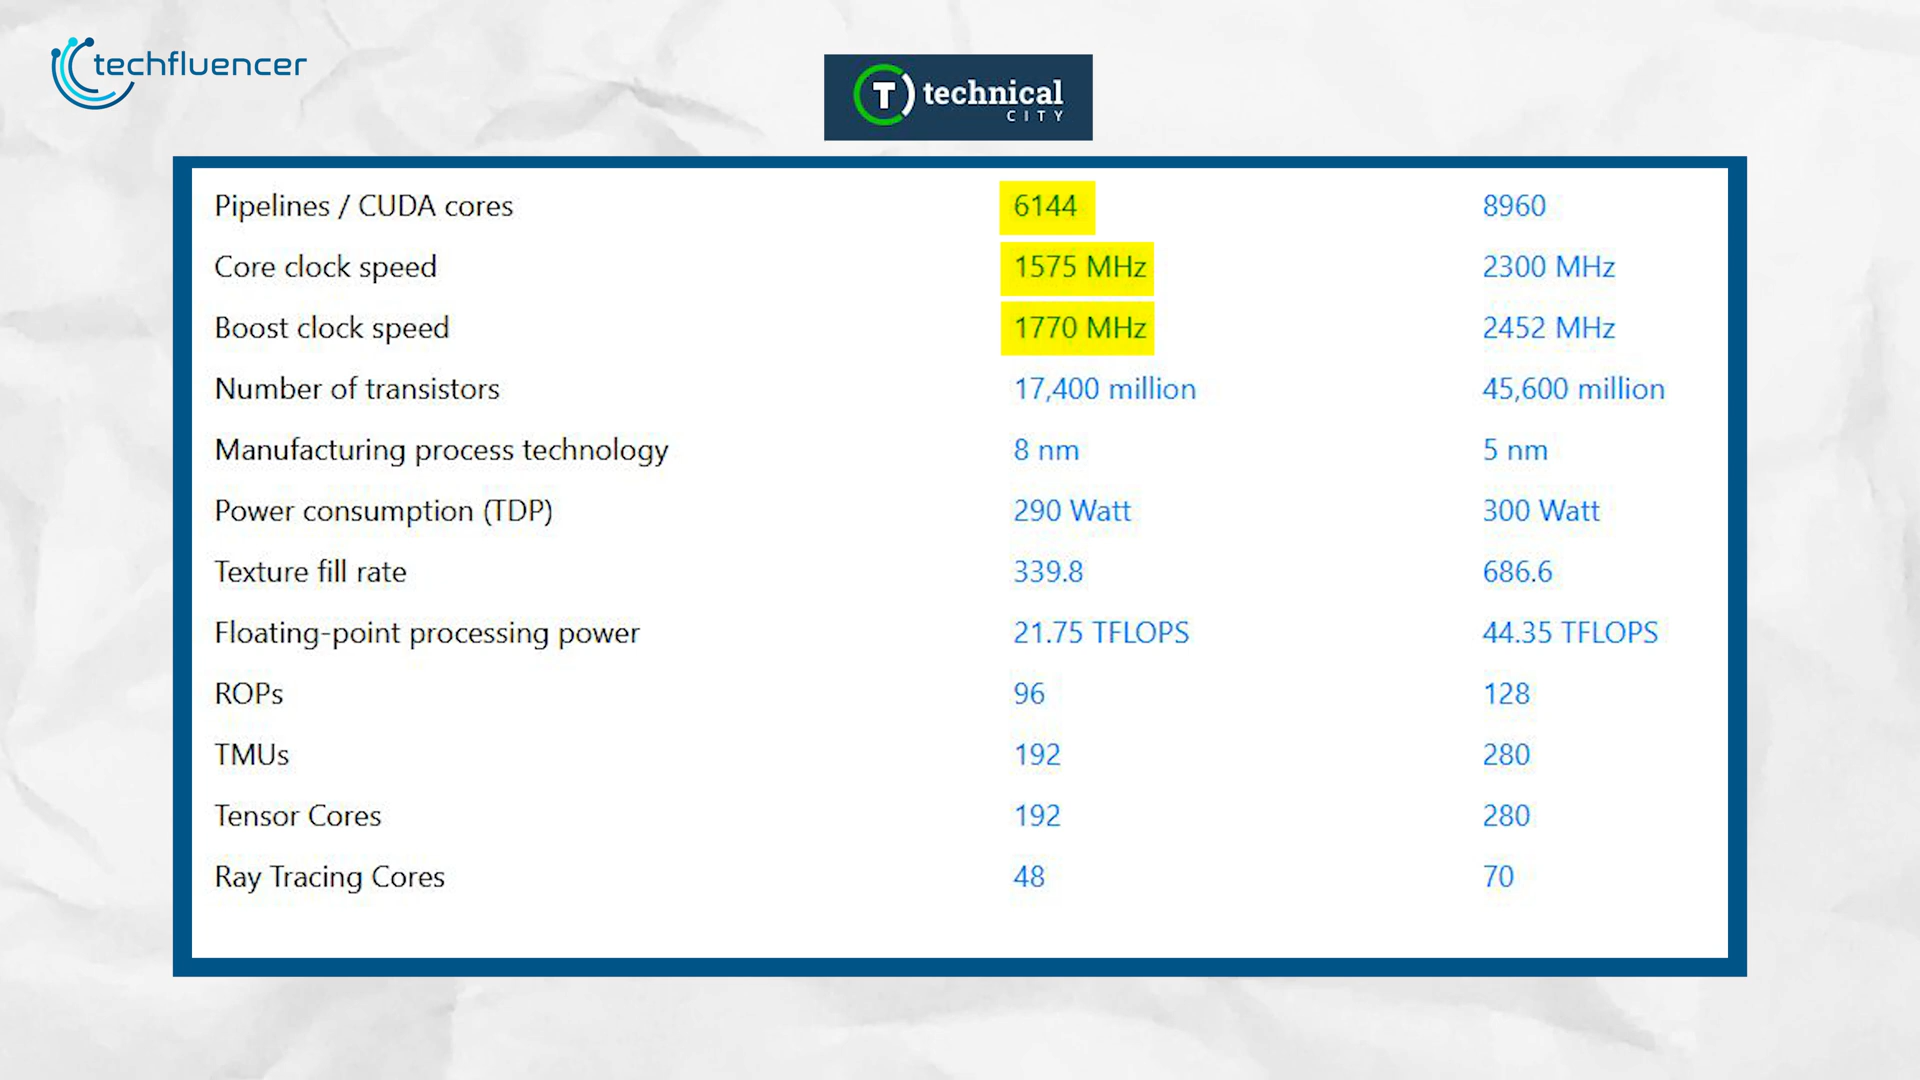 techfluencer
T technical
CITY
Pipelines / CUDA cores 6144 8960
Core clock speed 1575 MHz 2300 MHz
Boost clock speed 1770 MHz 2452 MHz
Number of transistors 17,400 million 45,600 million
Manufacturing process technology 8 nm 5 nm
Power consumption (TDP) 290 Watt 300 Watt
Texture fill rate 339.8 686.6
Floating-point processing power 21.75 TFLOPS 44.35 TFLOPS
ROPs 96 128
TMUs 192 280
Tensor Cores 192 280
Ray Tracing Cores 48 70